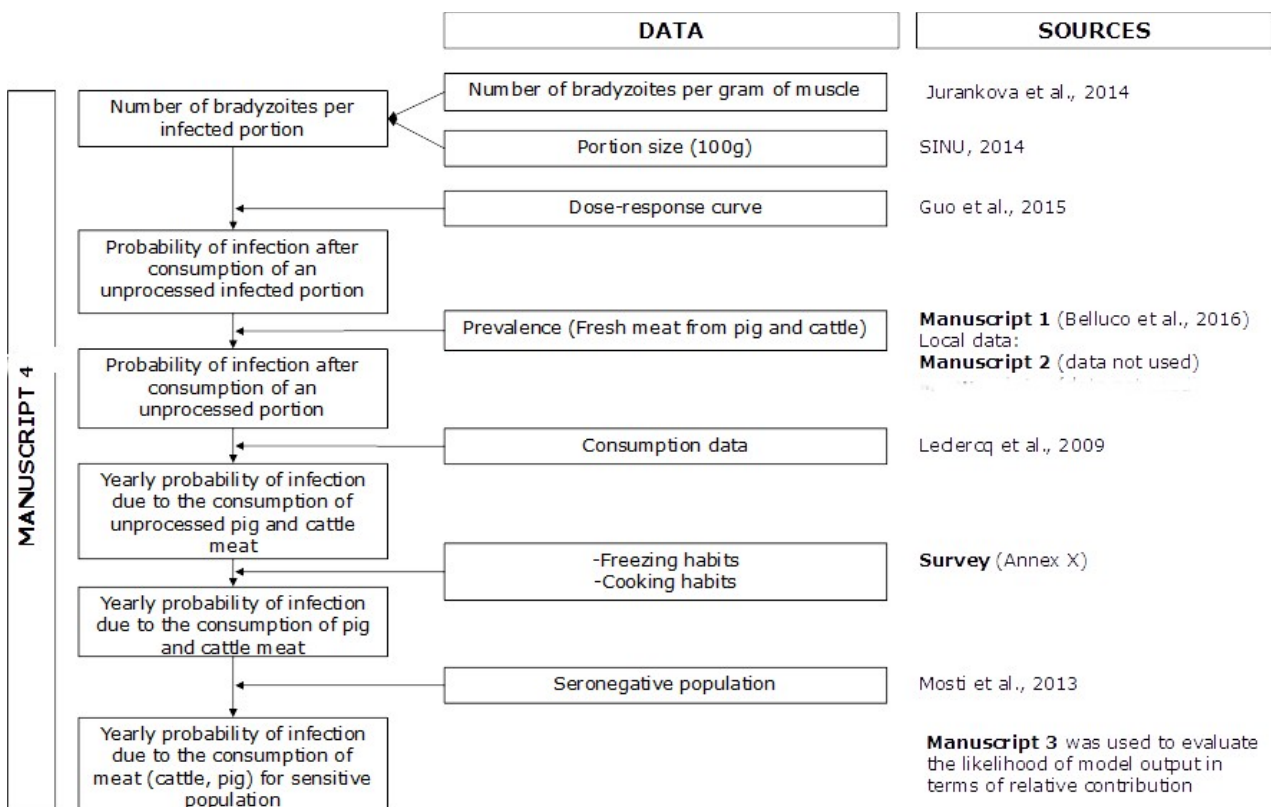 DATA
SOURCES
MANUSCRIPT 4
Number of bradyzoites per
infected portion
Number of bradyzoites per gram of muscle
Jurankova et al., 2014
Portion size (100g)
SINU, 2014
Dose-response curve
Guo et al., 2015
Probability of infection after
consumption of an
unprocessed infected portion
Prevalence (Fresh meat from pig and cattle)
Manuscript 1 (Belluco et al., 2016)
Local data:
Manuscript 2 (data not used)
Probability of infection after
consumption of an
unprocessed portion
Consumption data
Ledercq et al., 2009
Yearly probability of infection
due to the consumption of
unprocessed pig and cattle
meat
-Freezing habits
-Cooking habits
Survey (Annex X)
Yearly probability of infection
due to the consumption of pig
and cattle meat
Seronegative population
Mosti et al., 2013
Yearly probability of infection
due to the consumption of
meat (cattle, pig) for sensitive
population
Manuscript 3 was used to evaluate
the likelihood of model output in
terms of relative contribution